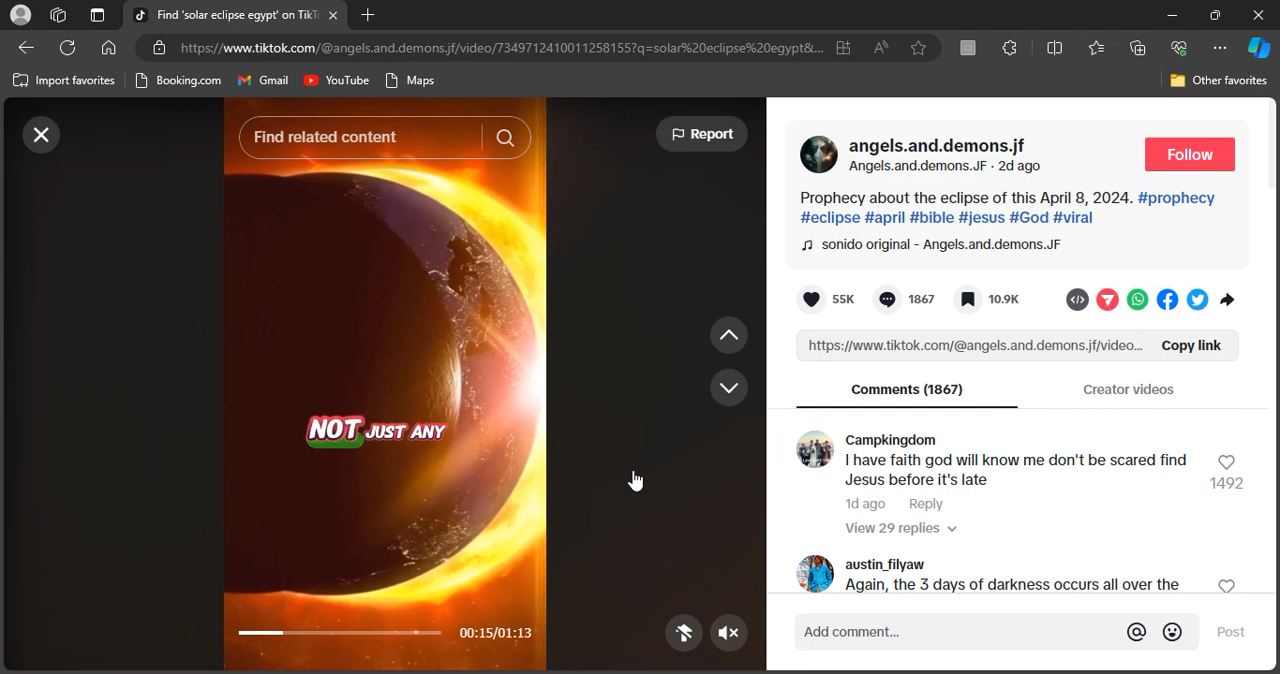 Find 'solar eclipse egypt' on TikT
https://www.tiktok.com/@angels.and.demons.jf/video/7349712410011258155?q=solar%20eclipse%20egypt&...
Import favorites
Booking.com
Gmail
YouTube
Maps
Other favorites
Find related content
Report
NOT JUST ANY
00:15/01:13
angels.and.demons.jf
Angels.and.demons.JF · 2d ago
Follow
Prophecy about the eclipse of this April 8, 2024. #prophecy
#eclipse #april #bible #jesus #God #viral
sonido original - Angels.and.demons.JF
55K
1867
10.9K
https://www.tiktok.com/@angels.and.demons.jf/video...
Copy link
Comments (1867)
Creator videos
Campkingdom
I have faith god will know me don't be scared find
Jesus before it's late
1492
1d ago
Reply
View 29 replies
austin_filyaw
Again, the 3 days of darkness occurs all over the
Add comment...
Post